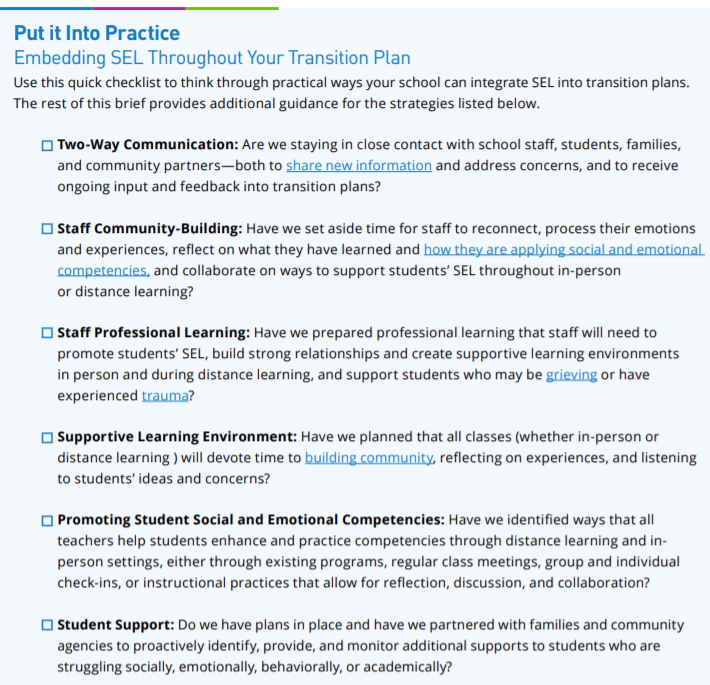 Put it Into Practice
Embedding SEL Throughout Your Transition Plan
Use this quick checklist to think through practical ways your school can integrate SEL into transition plans.
The rest of this brief provides additional guidance for the strategies listed below.
Two-Way Communication: Are we staying in close contact with school staff, students, families,
and community partners—both to share new information and address concerns, and to receive
ongoing input and feedback into transition plans?
Staff Community-Building: Have we set aside time for staff to reconnect, process their emotions
and experiences, reflect on what they have learned and how they are applying social and emotional
competencies, and collaborate on ways to support students’ SEL throughout in-person
or distance learning?
Staff Professional Learning: Have we prepared professional learning that staff will need to
promote students’ SEL, build strong relationships and create supportive learning environments
in person and during distance learning, and support students who may be grieving or have
experienced trauma?
Supportive Learning Environment: Have we planned that all classes (whether in-person or
distance learning ) will devote time to building community, reflecting on experiences, and listening
to students’ ideas and concerns?
Promoting Student Social and Emotional Competencies: Have we identified ways that all
teachers help students enhance and practice competencies through distance learning and in-
person settings, either through existing programs, regular class meetings, group and individual
check-ins, or instructional practices that allow for reflection, discussion, and collaboration?
Student Support: Do we have plans in place and have we partnered with families and community
agencies to proactively identify, provide, and monitor additional supports to students who are
struggling socially, emotionally, behaviorally, or academically?